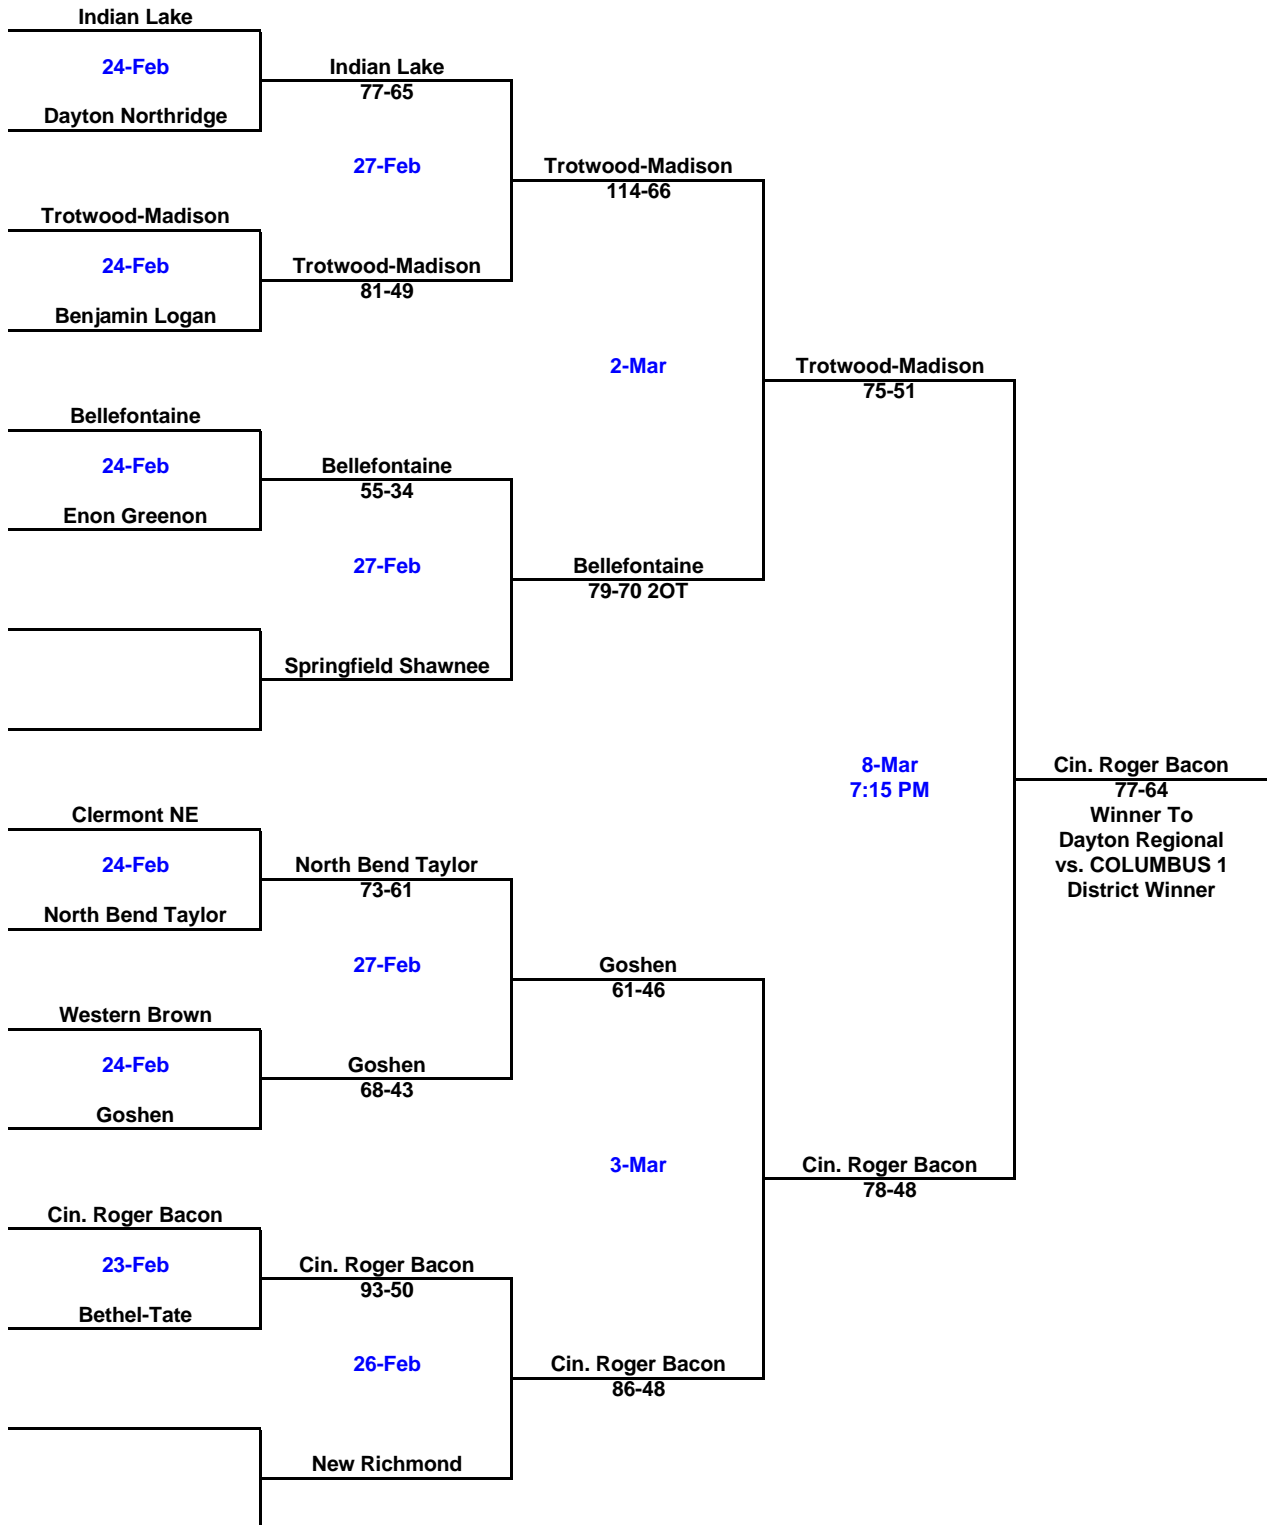 Indian Lake
24-Feb
Indian Lake
77-65
Dayton Northridge
27-Feb
Trotwood-Madison
114-66
Trotwood-Madison
24-Feb
Trotwood-Madison
81-49
Benjamin Logan
2-Mar
Trotwood-Madison
75-51
Bellefontaine
24-Feb
Bellefontaine
55-34
Enon Greenon
27-Feb
Bellefontaine
79-70 2OT
Springfield Shawnee
8-Mar
7:15 PM
Cin. Roger Bacon
77-64
Winner To
Dayton Regional
vs. COLUMBUS 1
District Winner
Clermont NE
24-Feb
North Bend Taylor
73-61
North Bend Taylor
27-Feb
Goshen
61-46
Western Brown
24-Feb
Goshen
68-43
Goshen
3-Mar
Cin. Roger Bacon
78-48
Cin. Roger Bacon
23-Feb
Cin. Roger Bacon
93-50
Bethel-Tate
26-Feb
Cin. Roger Bacon
86-48
New Richmond